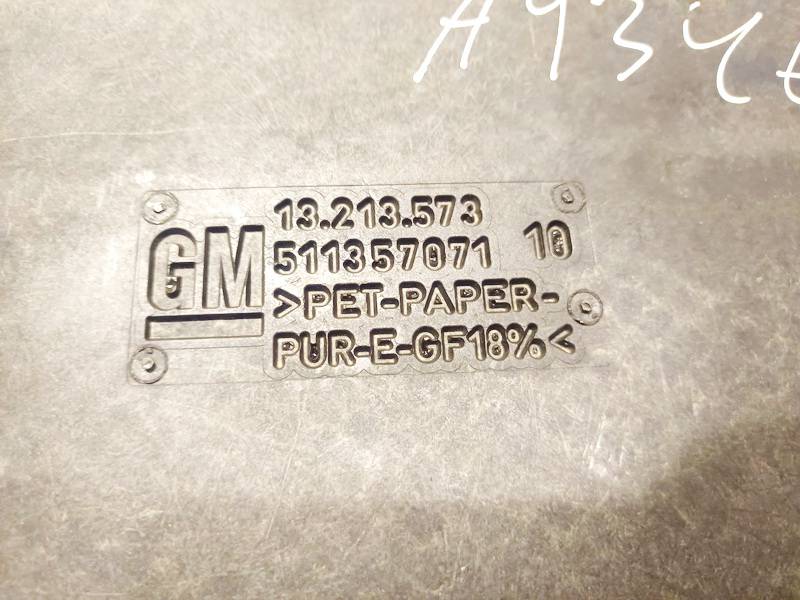 13.213.573
GM 511357071 10
>PET-PAPER-
PUR-E-GF18%<